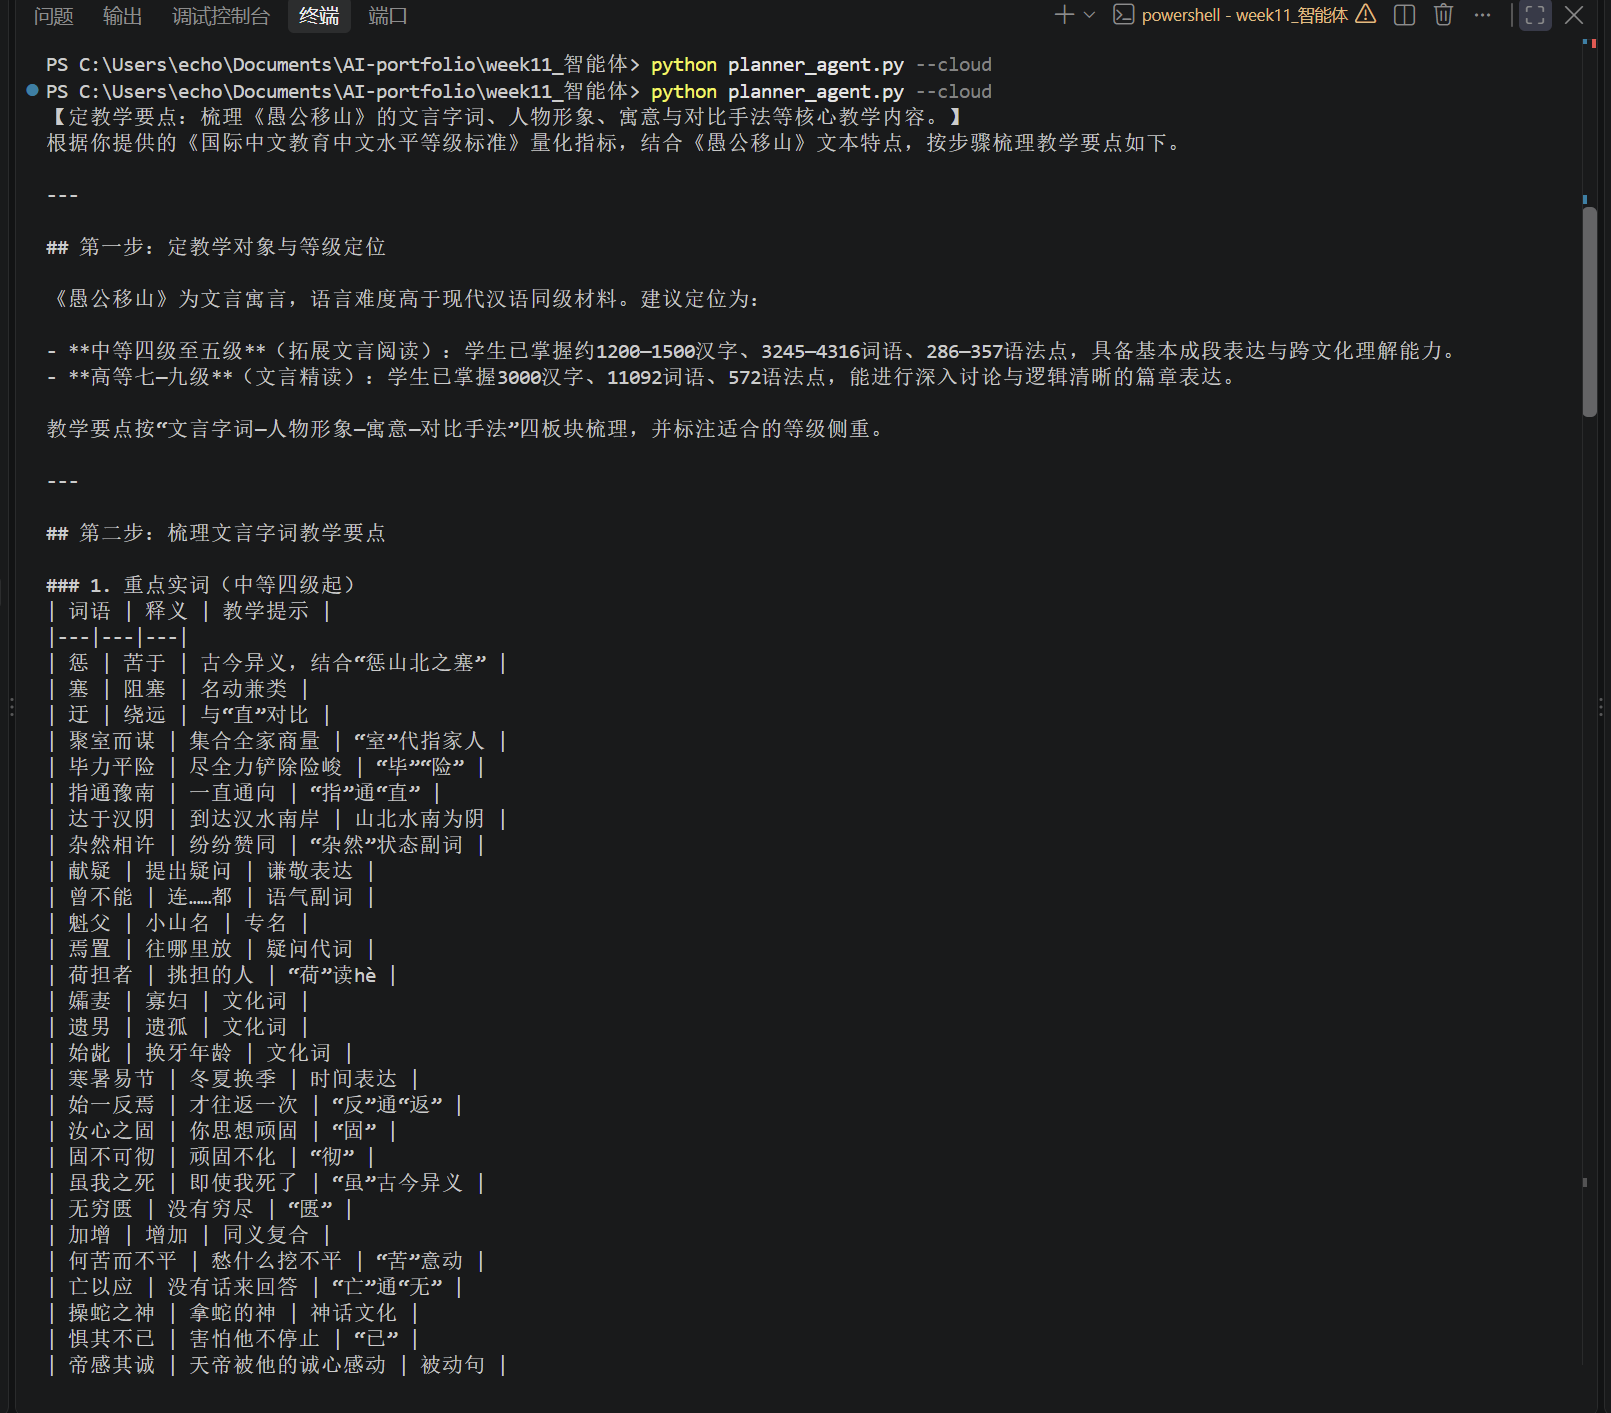 问题 输出 调试控制台 终端 端口 powershell - week11_智能体
PS C:\Users\echo\Documents\AI-portfolio\week11_智能体> python planner_agent.py --cloud
PS C:\Users\echo\Documents\AI-portfolio\week11_智能体> python planner_agent.py --cloud
【定教学要点：梳理《愚公移山》的文言字词、人物形象、寓意与对比手法等核心教学内容。】
根据你提供的《国际中文教育中文水平等级标准》量化指标，结合《愚公移山》文本特点，按步骤梳理教学要点如下。
---
## 第一步：定教学对象与等级定位
《愚公移山》为文言寓言，语言难度高于现代汉语同级材料。建议定位为：
- **中等四级至五级**（拓展文言阅读）：学生已掌握约1200—1500汉字、3245—4316词语、286—357语法点，具备基本成段表达与跨文化理解能力。
- **高等七—九级**（文言精读）：学生已掌握3000汉字、11092词语、572语法点，能进行深入讨论与逻辑清晰的篇章表达。
教学要点按“文言字词—人物形象—寓意—对比手法”四板块梳理，并标注适合的等级侧重。
---
## 第二步：梳理文言字词教学要点
### 1. 重点实词（中等四级起）
| 词语 | 释义 | 教学提示 |
|---|---|---|
| 惩 | 苦于 | 古今异义，结合“惩山北之塞” |
| 塞 | 阻塞 | 名动兼类 |
| 迂 | 绕远 | 与“直”对比 |
| 聚室而谋 | 集合全家商量 | “室”代指家人 |
| 毕力平险 | 尽全力铲除险峻 | “毕”“险” |
| 指通豫南 | 一直通向 | “指”通“直” |
| 达于汉阴 | 到达汉水南岸 | 山北水南为阴 |
| 杂然相许 | 纷纷赞同 | “杂然”状态副词 |
| 献疑 | 提出疑问 | 谦敬表达 |
| 曾不能 | 连……都 | 语气副词 |
| 魁父 | 小山名 | 专名 |
| 焉置 | 往哪里放 | 疑问代词 |
| 荷担者 | 挑担的人 | “荷”读hè |
| 孀妻 | 寡妇 | 文化词 |
| 遗男 | 遗孤 | 文化词 |
| 始龀 | 换牙年龄 | 文化词 |
| 寒暑易节 | 冬夏换季 | 时间表达 |
| 始一反焉 | 才往返一次 | “反”通“返” |
| 汝心之固 | 你思想顽固 | “固” |
| 固不可彻 | 顽固不化 | “彻” |
| 虽我之死 | 即使我死了 | “虽”古今异义 |
| 无穷匮 | 没有穷尽 | “匮” |
| 加增 | 增加 | 同义复合 |
| 何苦而不平 | 愁什么挖不平 | “苦”意动 |
| 亡以应 | 没有话来回答 | “亡”通“无” |
| 操蛇之神 | 拿蛇的神 | 神话文化 |
| 惧其不已 | 害怕他不停止 | “已” |
| 帝感其诚 | 天帝被他的诚心感动 | 被动句 |